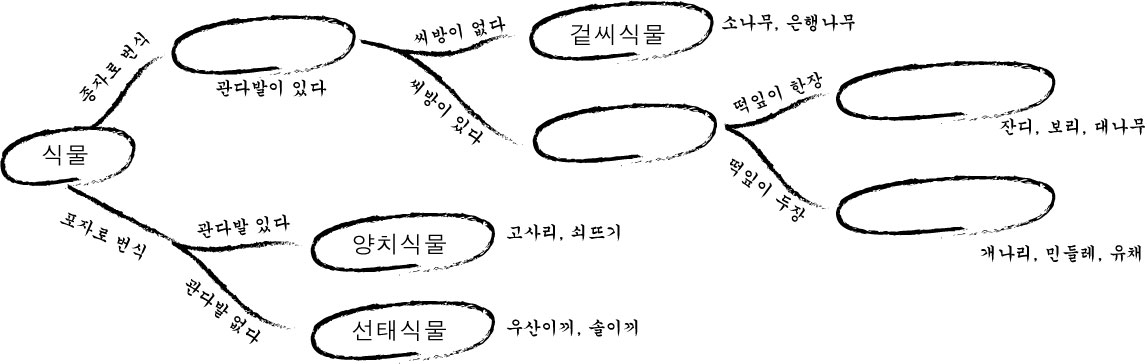 종자로 번식
관다발이 있다
씨방이 없다
겉씨식물
소나무, 은행나무
씨방이 있다
떡잎이 한장
잔디, 보리, 대나무
떡잎이 두장
개나리, 민들레, 유채
식물
포자로 번식
관다발 있다
양치식물
고사리, 쇠뜨기
관다발 없다
선태식물
우산이끼, 솔이끼